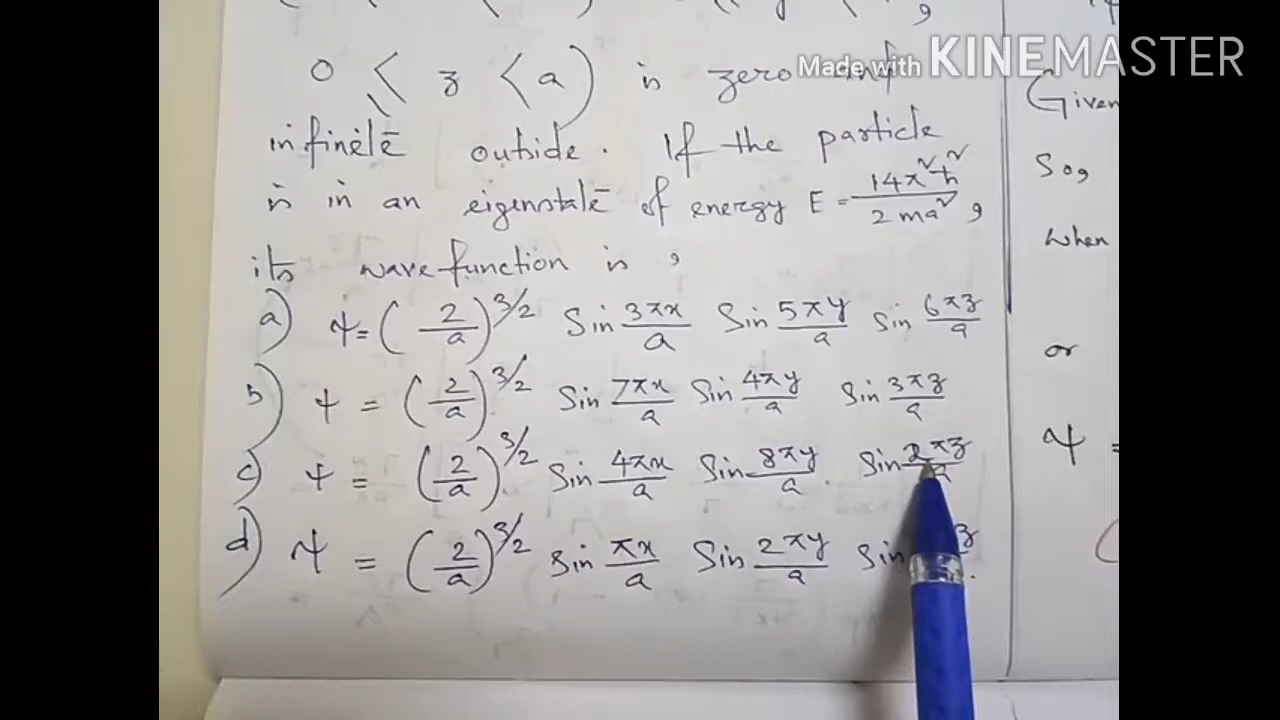 0 < z < a) is zero and
infinite outside. If the particle
is in an eigenstate of energy E = 14π²ħ²/2ma²,
its wave function is,
a) ψ = (2/a)^3/2 Sin 3πx/a Sin 5πy/a Sin 6πz/a
b) ψ = (2/a)^3/2 Sin 7πx/a Sin 4πy/a Sin 3πz/a
c) ψ = (2/a)^3/2 Sin 4πx/a Sin 8πy/a . Sin 2πz/a
d) ψ = (2/a)^3/2 Sin πx/a Sin 2πy/a Sin z .
Made with KINEMASTER
Given
So,
when
or
ψ =